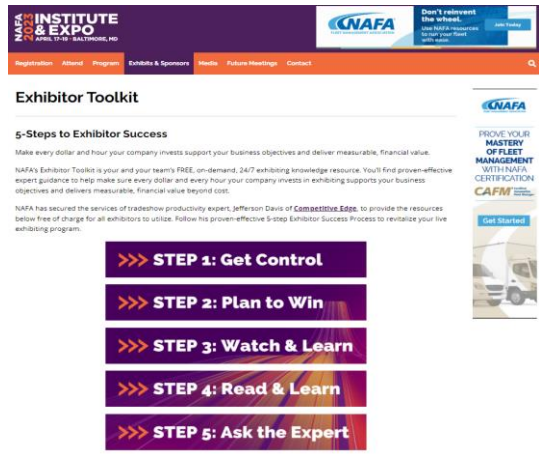 NAFA 2023 INSTITUTE
& EXPO
APRIL 17-19 - BALTIMORE, MD
NAFA
FLEET MANAGEMENT ASSOCIATION
Don't reinvent
the wheel.
Use NAFA resources
to run your fleet
with ease.
Join Today
Registration Attend Program Exhibits & Sponsors Media Future Meetings Contact
Exhibitor Toolkit
5-Steps to Exhibitor Success
Make every dollar and hour your company invests support your business objectives and deliver measurable, financial value.
NAFA's Exhibitor Toolkit is your and your team's FREE, on-demand, 24/7 exhibiting knowledge resource. You'll find proven-effective
expert guidance to help make sure every dollar and every hour your company invests in exhibiting supports your business
objectives and delivers measurable, financial value beyond cost.
NAFA has secured the services of tradeshow productivity expert, Jefferson Davis of Competitive Edge, to provide the resources
below free of charge for all exhibitors to utilize. Follow his proven-effective 5-step Exhibitor Success Process to revitalize your live
exhibiting program.
>>> STEP 1: Get Control
>>> STEP 2: Plan to Win
>>> STEP 3: Watch & Learn
>>> STEP 4: Read & Learn
>>> STEP 5: Ask the Expert
NAFA
PROVE YOUR
MASTERY
OF FLEET
MANAGEMENT
WITH NAFA
CERTIFICATION
CAFM
Get Started